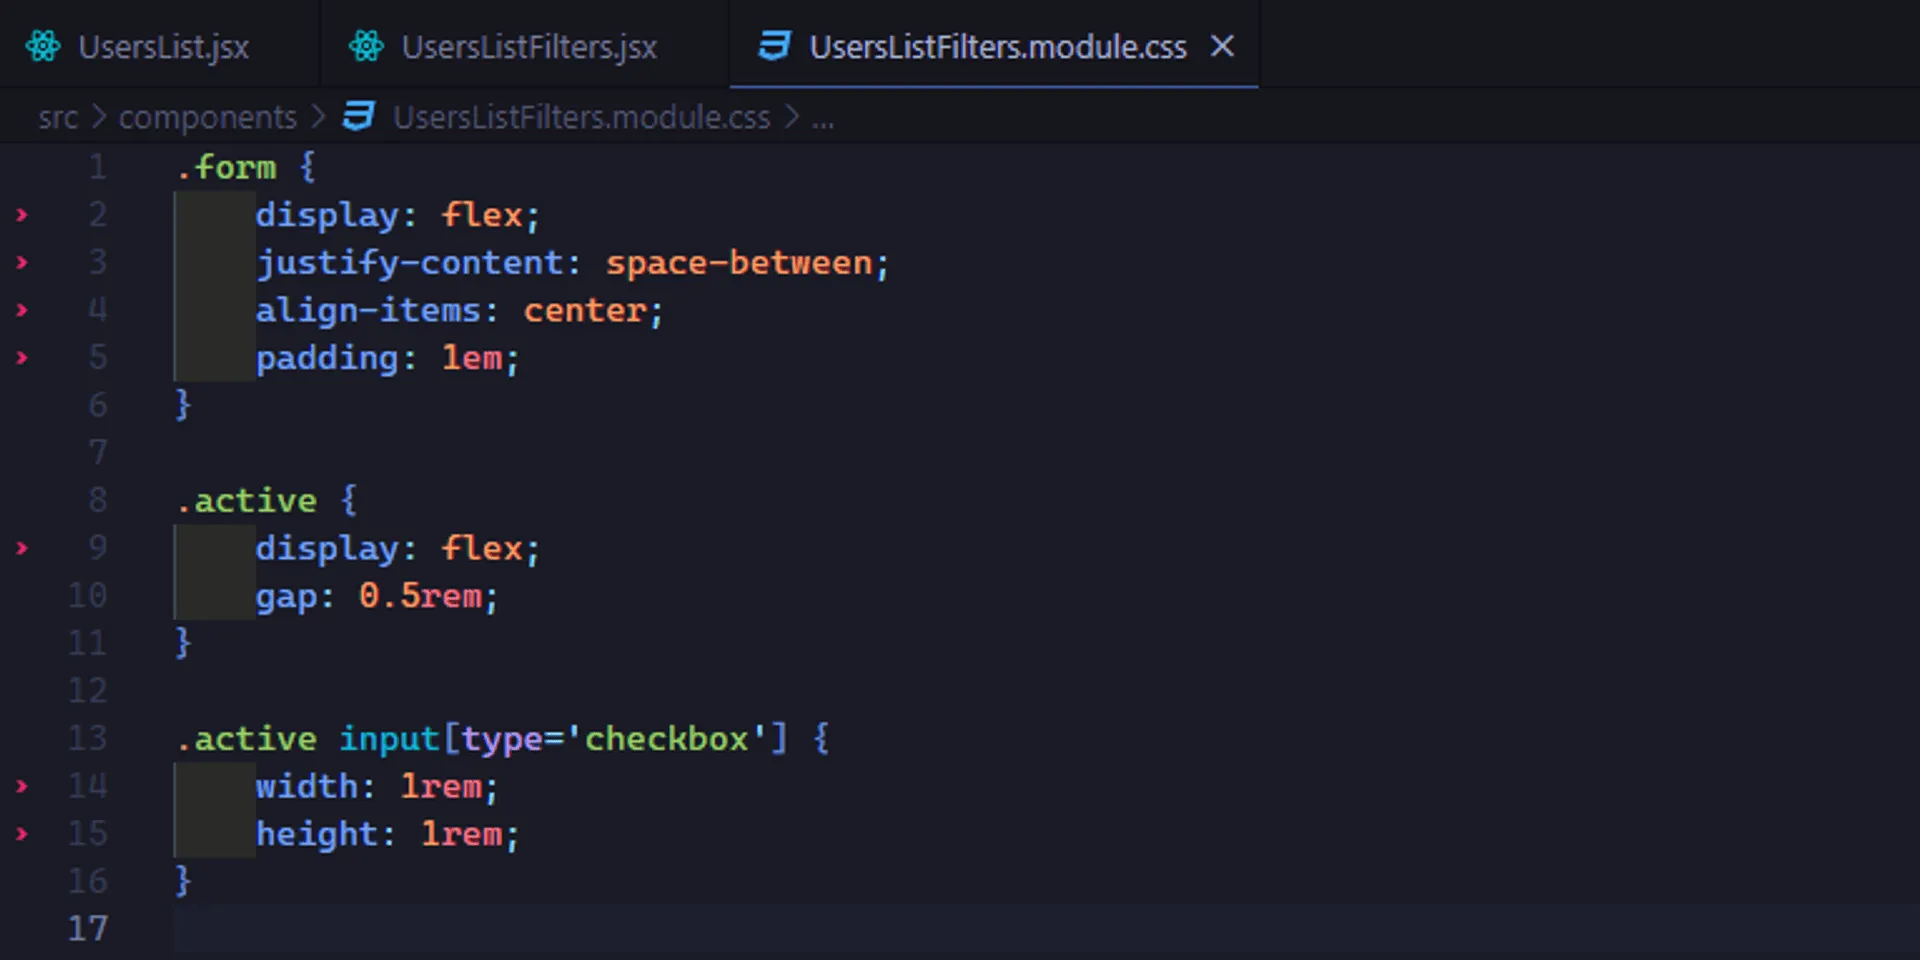 UsersList.jsx UsersListFilters.jsx UsersListFilters.module.css
src > components > UsersListFilters.module.css > ...
1 .form {
2 display: flex;
3 justify-content: space-between;
4 align-items: center;
5 padding: 1em;
6 }
7
8 .active {
9 display: flex;
10 gap: 0.5rem;
11 }
12
13 .active input[type='checkbox'] {
14 width: 1rem;
15 height: 1rem;
16 }
17